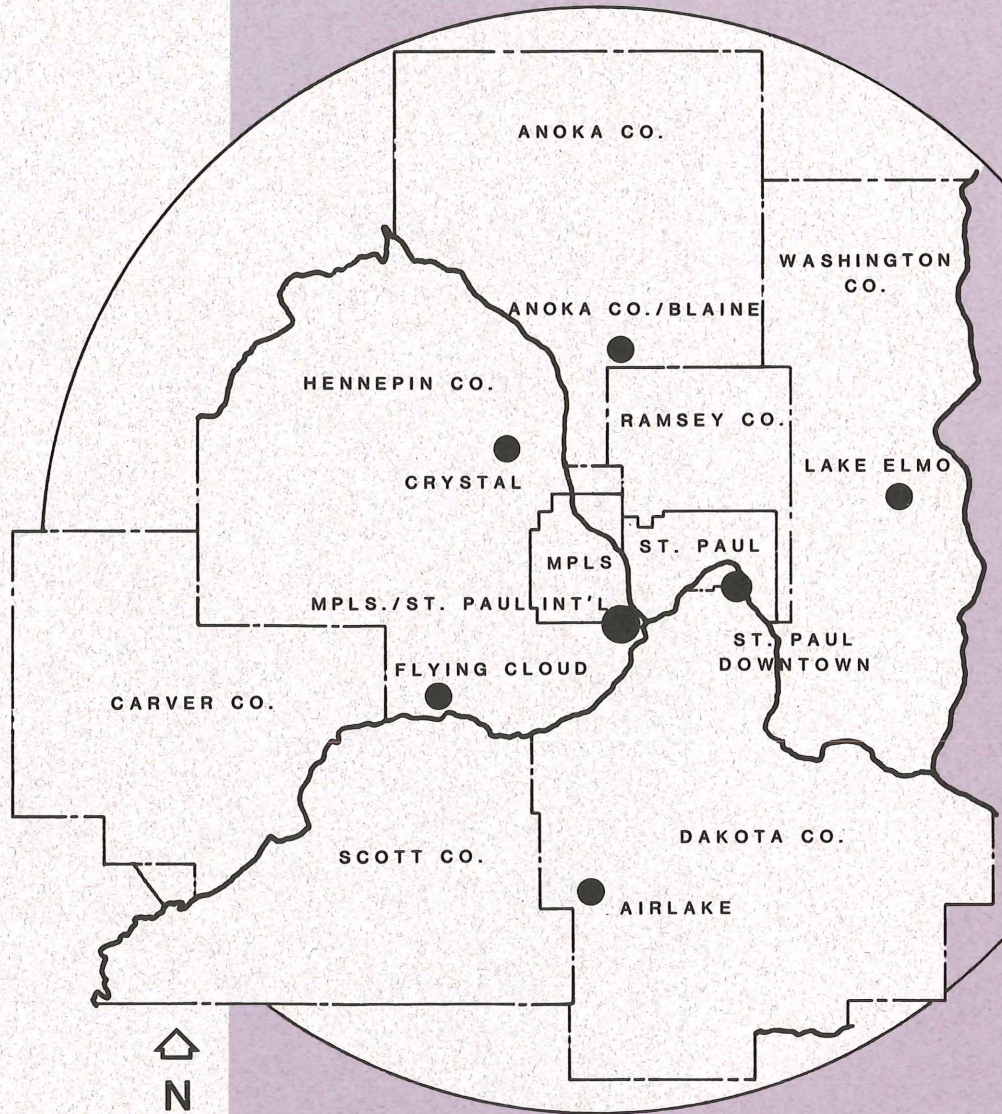 ANOKA CO.
WASHINGTON
CO.
ANOKA CO./BLAINE
HENNEPIN CO.
RAMSEY CO.
LAKE ELMO
CRYSTAL
ST. PAUL
MPLS
MPLS./ST. PAUL INT'L
ST. PAUL
DOWNTOWN
FLYING CLOUD
CARVER CO.
DAKOTA CO.
SCOTT CO.
AIRLAKE
N